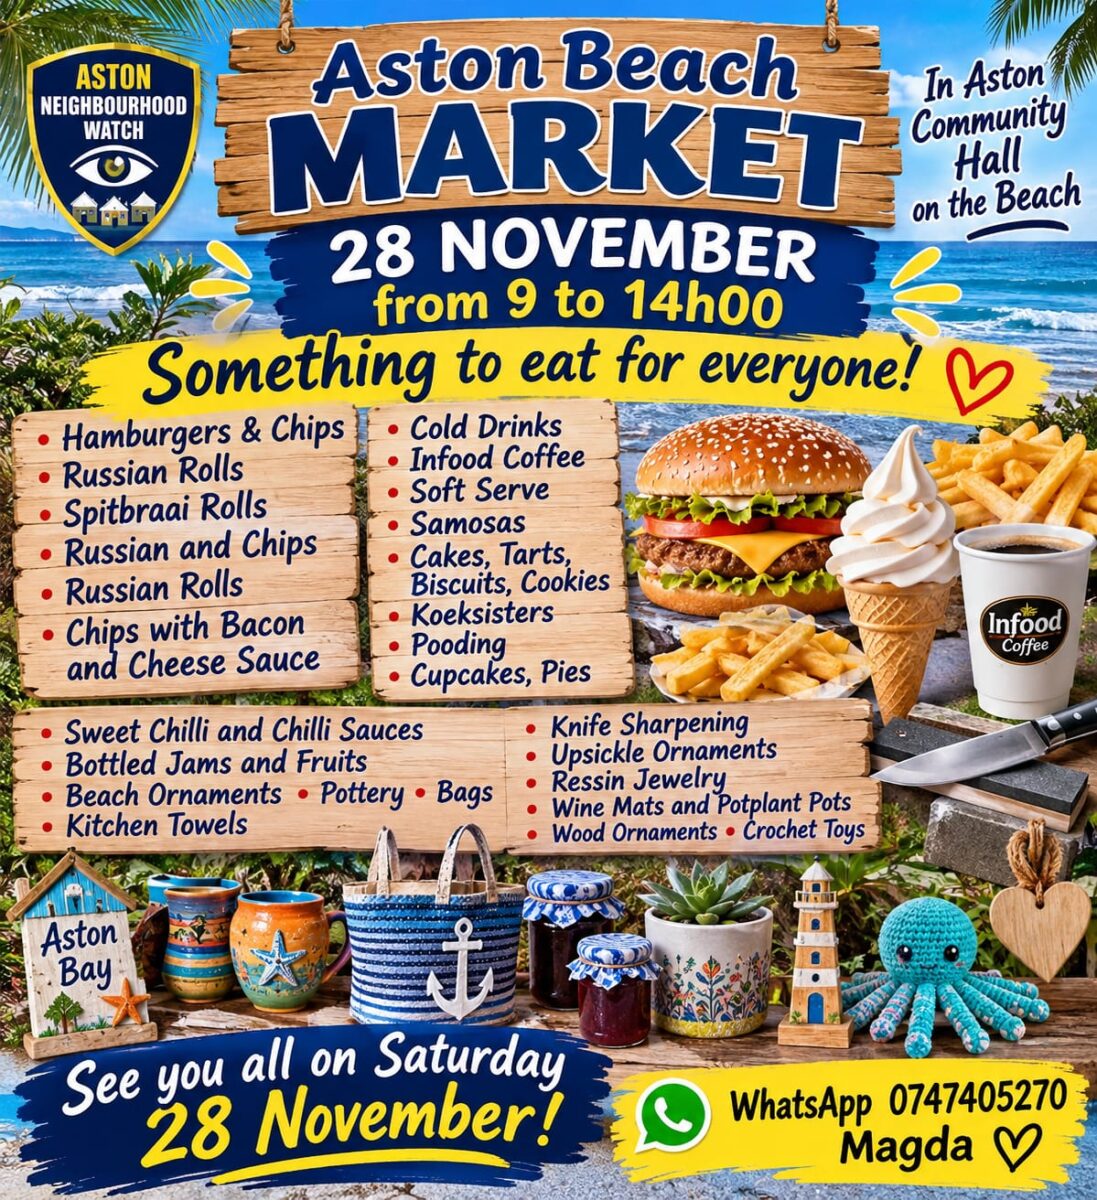 ASTON
NEIGHBOURHOOD
WATCH
Aston Beach
MARKET
In Aston
Community
Hall
on the Beach
28 NOVEMBER
from 9 to 14h00
Something to eat for everyone!
• Hamburgers & Chips
• Russian Rolls
• Spitbraai Rolls
• Russian and Chips
• Russian Rolls
• Chips with Bacon
and Cheese Sauce
• Cold Drinks
• Infood Coffee
• Soft Serve
• Samosas
• Cakes, Tarts,
Biscuits, Cookies
• Koeksisters
• Pooding
• Cupcakes, Pies
Infood
Coffee
• Sweet Chilli and Chilli Sauces
• Bottled Jams and Fruits
• Beach Ornaments • Pottery • Bags
• Kitchen Towels
• Knife Sharpening
• Upsickle Ornaments
• Ressin Jewelry
• Wine Mats and Potplant Pots
• Wood Ornaments • Crochet Toys
Aston
Bay
See you all on Saturday
28 November!
WhatsApp 0747405270
Magda